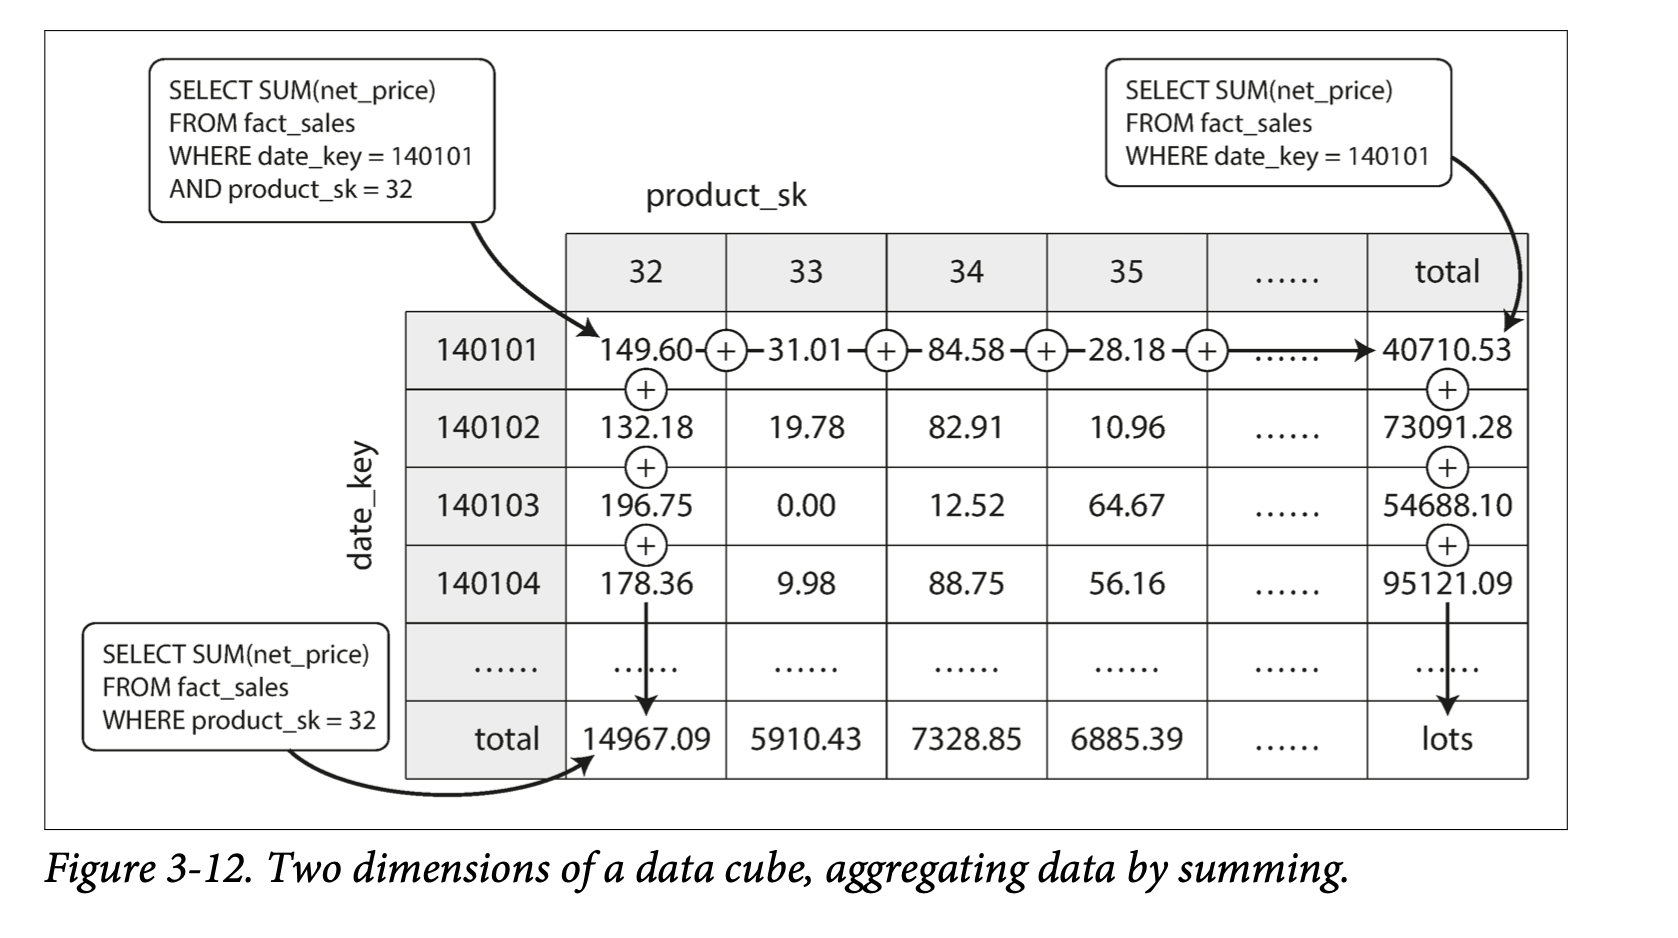 SELECT SUM(net_price)
FROM fact_sales
WHERE date_key = 140101
AND product_sk = 32
SELECT SUM(net_price)
FROM fact_sales
WHERE date_key = 140101
product_sk
32 33 34 35 ...... total
140101 149.60 + 31.01 + 84.58 + 28.18 + ...... 40710.53
+ +
140102 132.18 19.78 82.91 10.96 ...... 73091.28
+ +
140103 196.75 0.00 12.52 64.67 ...... 54688.10
+ +
140104 178.36 9.98 88.75 56.16 ...... 95121.09
...... ...... ...... ...... ...... ...... ......
total 14967.09 5910.43 7328.85 6885.39 ...... lots
date_key
SELECT SUM(net_price)
FROM fact_sales
WHERE product_sk = 32
Figure 3-12. Two dimensions of a data cube, aggregating data by summing.